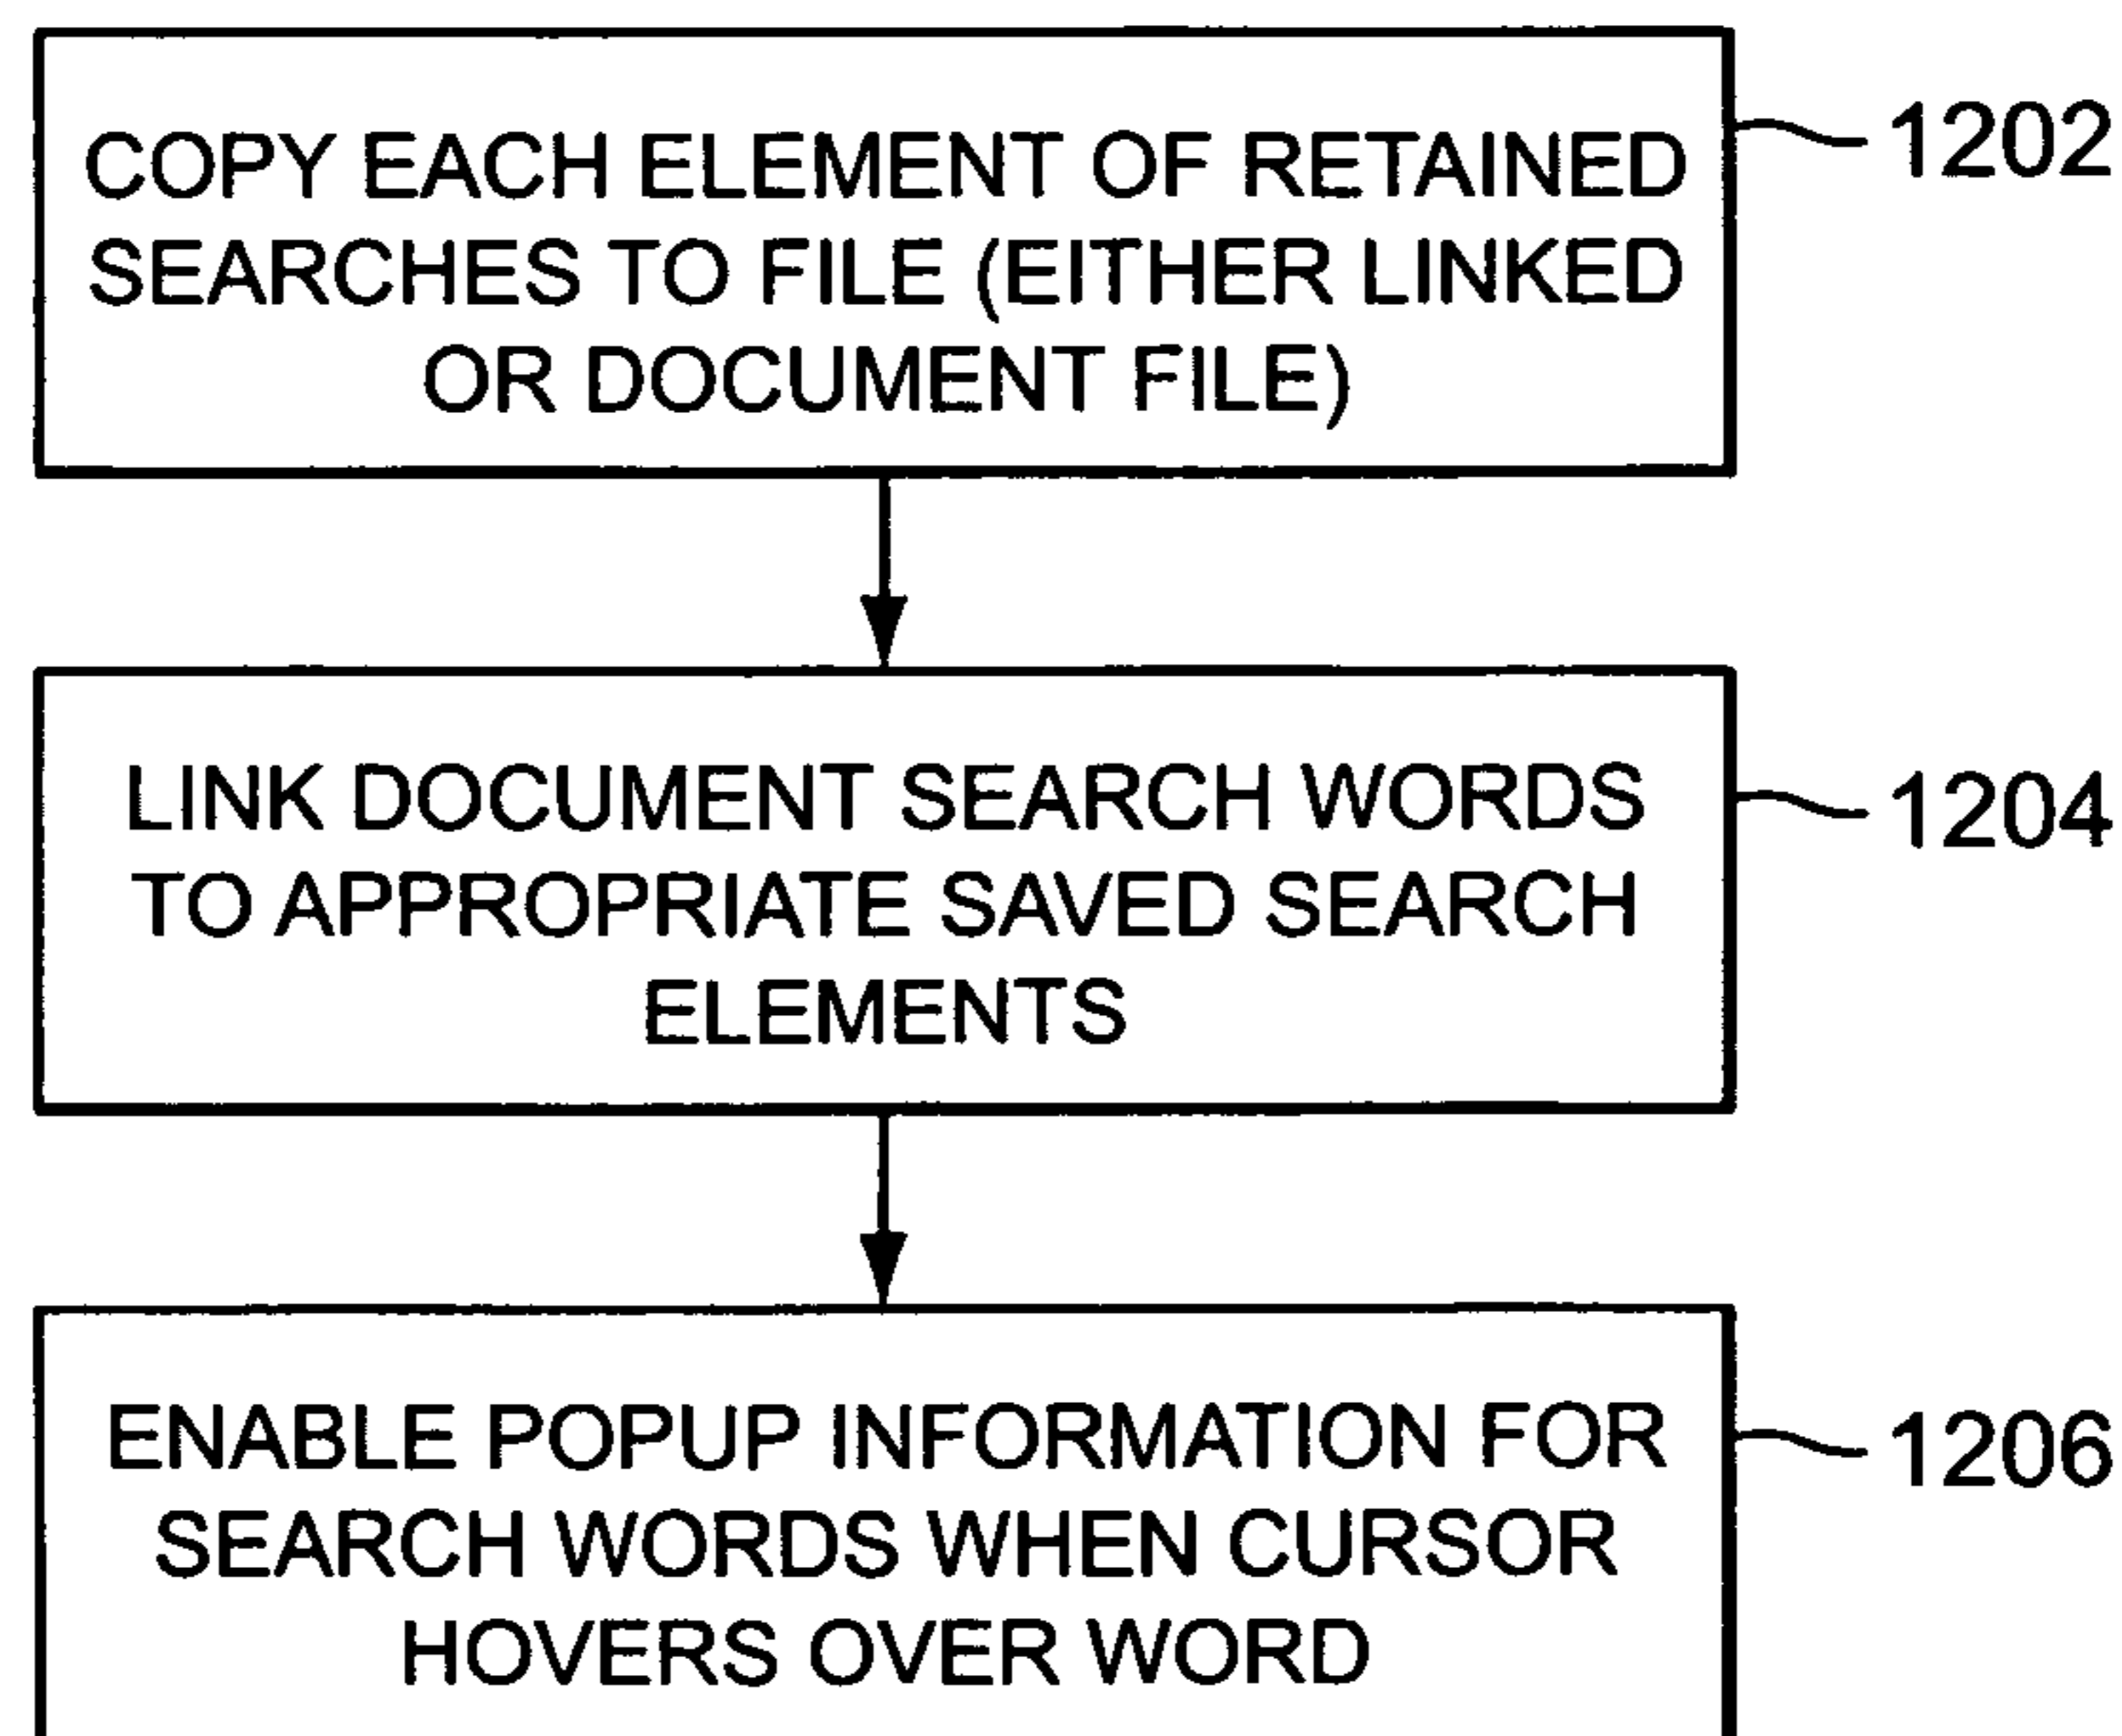 COPY EACH ELEMENT OF RETAINED
SEARCHES TO FILE (EITHER LINKED
OR DOCUMENT FILE)
1202
LINK DOCUMENT SEARCH WORDS
TO APPROPRIATE SAVED SEARCH
ELEMENTS
1204
ENABLE POPUP INFORMATION FOR
SEARCH WORDS WHEN CURSOR
HOVERS OVER WORD
1206